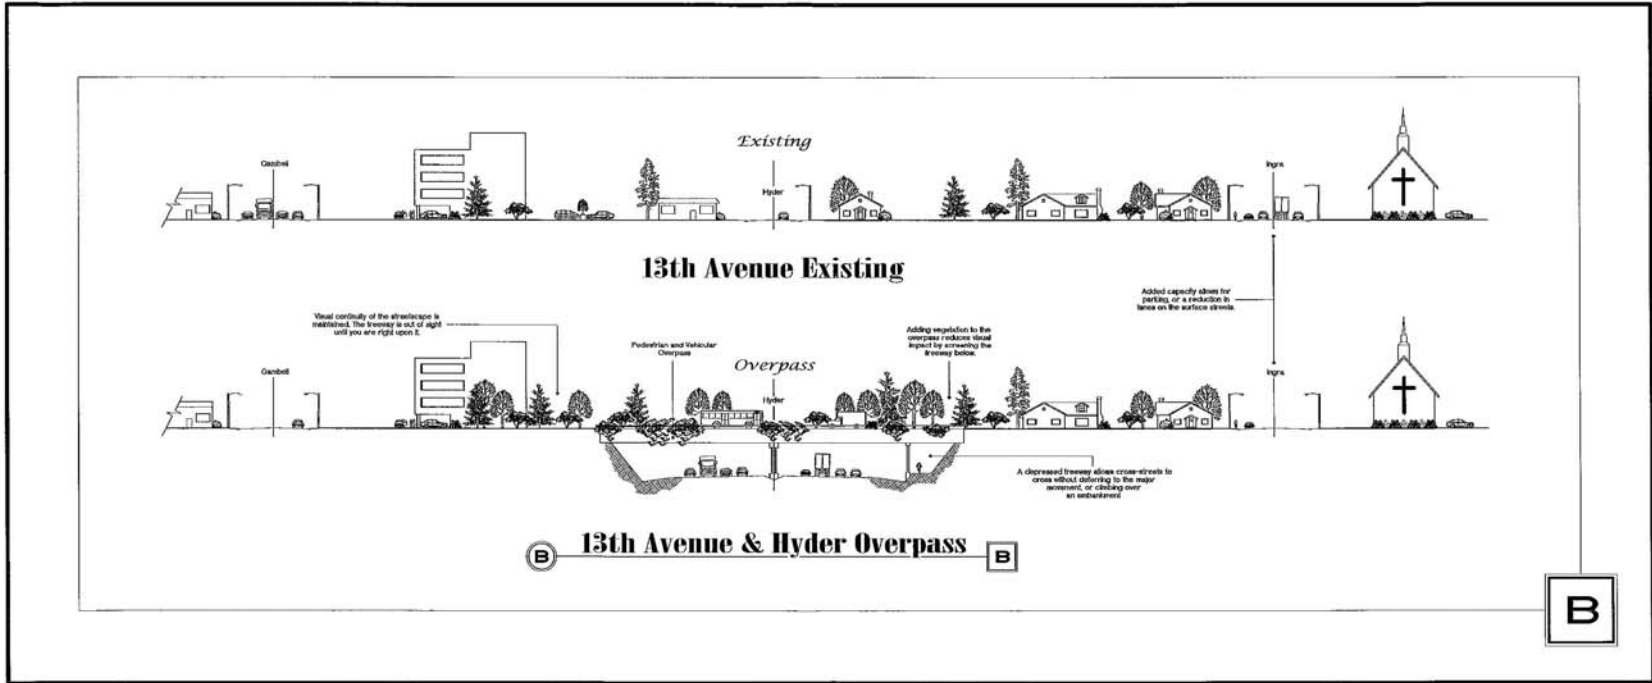 Existing
Gambell
Hyder
Ingra
13th Avenue Existing
Added capacity allows for
parking, or a reduction in
lanes on the surface streets.
Visual continuity of the streetscape is
maintained. The freeway is out of sight
until you are right upon it.
Pedestrian and Vehicular
Overpass
Adding vegetation to the
overpass reduces visual
impact by screening the
freeway below.
Overpass
Gambell
Hyder
Ingra
A depressed freeway allows cross-streets to
cross without deferring to the major
movement, or climbing over
an embankment
13th Avenue & Hyder Overpass
B
B
B